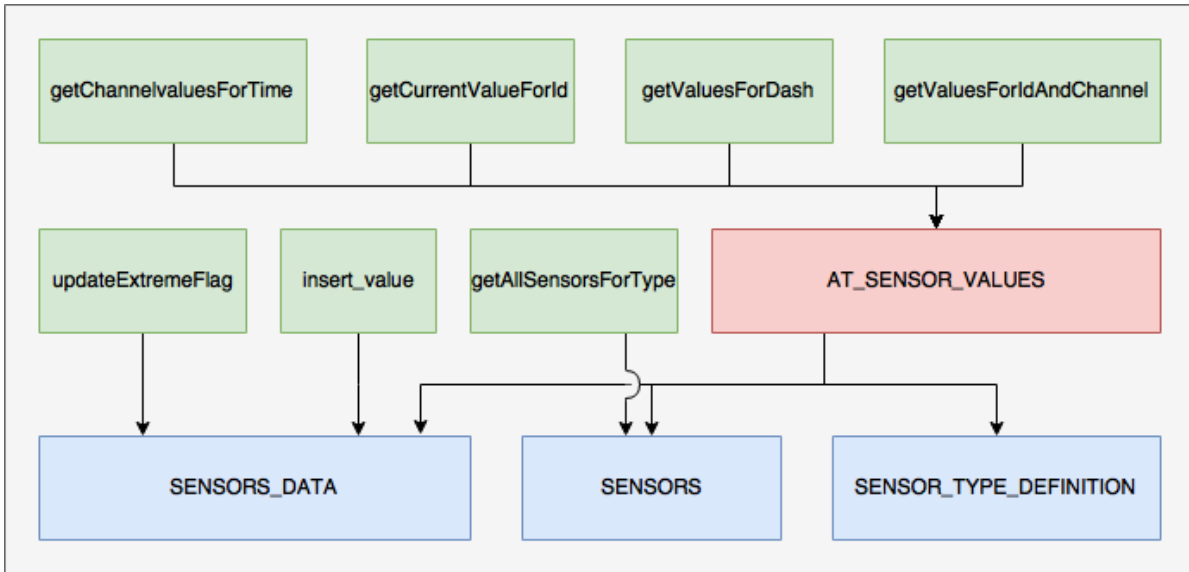 getChannelvaluesForTime
getCurrentValueForId
getValuesForDash
getValuesForIdAndChannel
updateExtremeFlag
insert_value
getAllSensorsForType
AT_SENSOR_VALUES
SENSORS_DATA
SENSORS
SENSOR_TYPE_DEFINITION